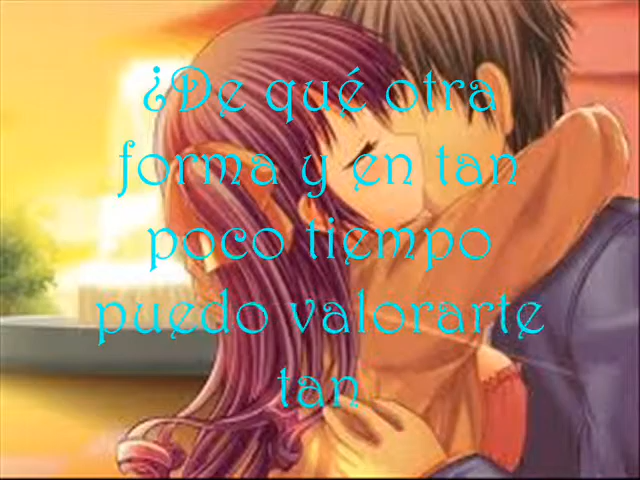 ¿De qué otra
forma y en tan
poco tiempo
puedo valorarte
tan